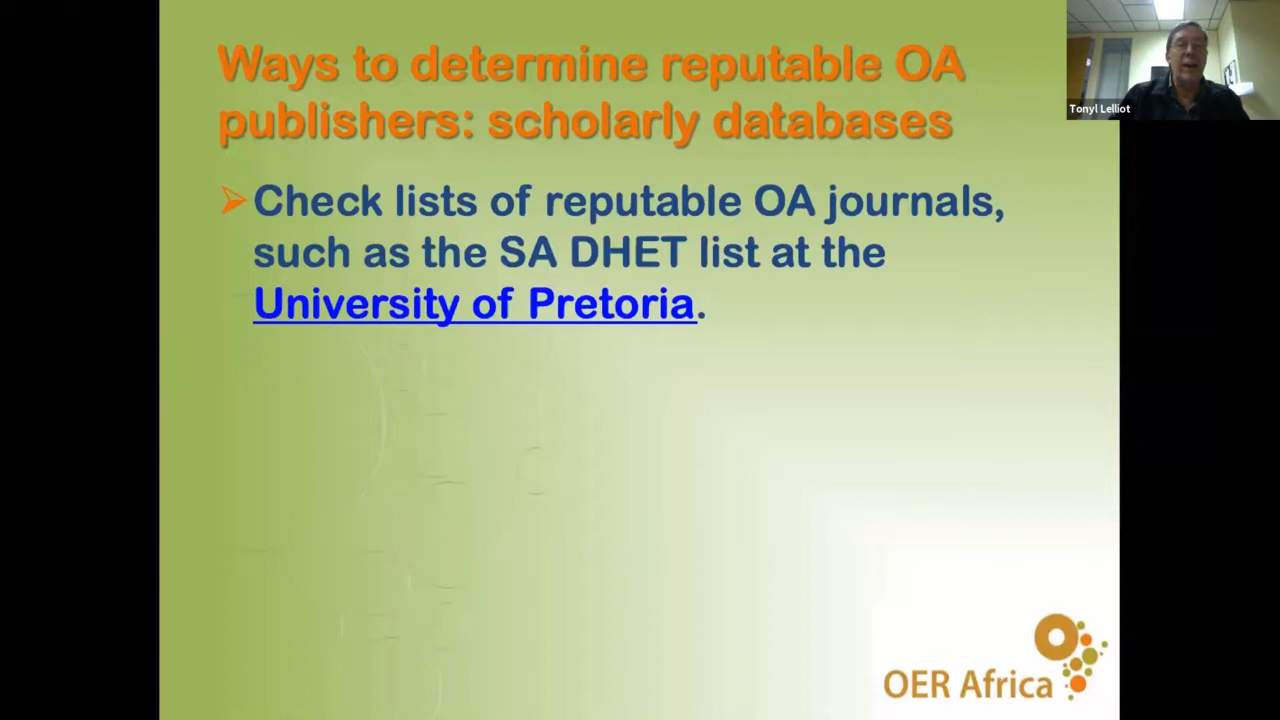 Ways to determine reputable OA
publishers: scholarly databases
Tonyl Lelliot
Check lists of reputable OA journals,
such as the SA DHET list at the
University of Pretoria.
OER Africa